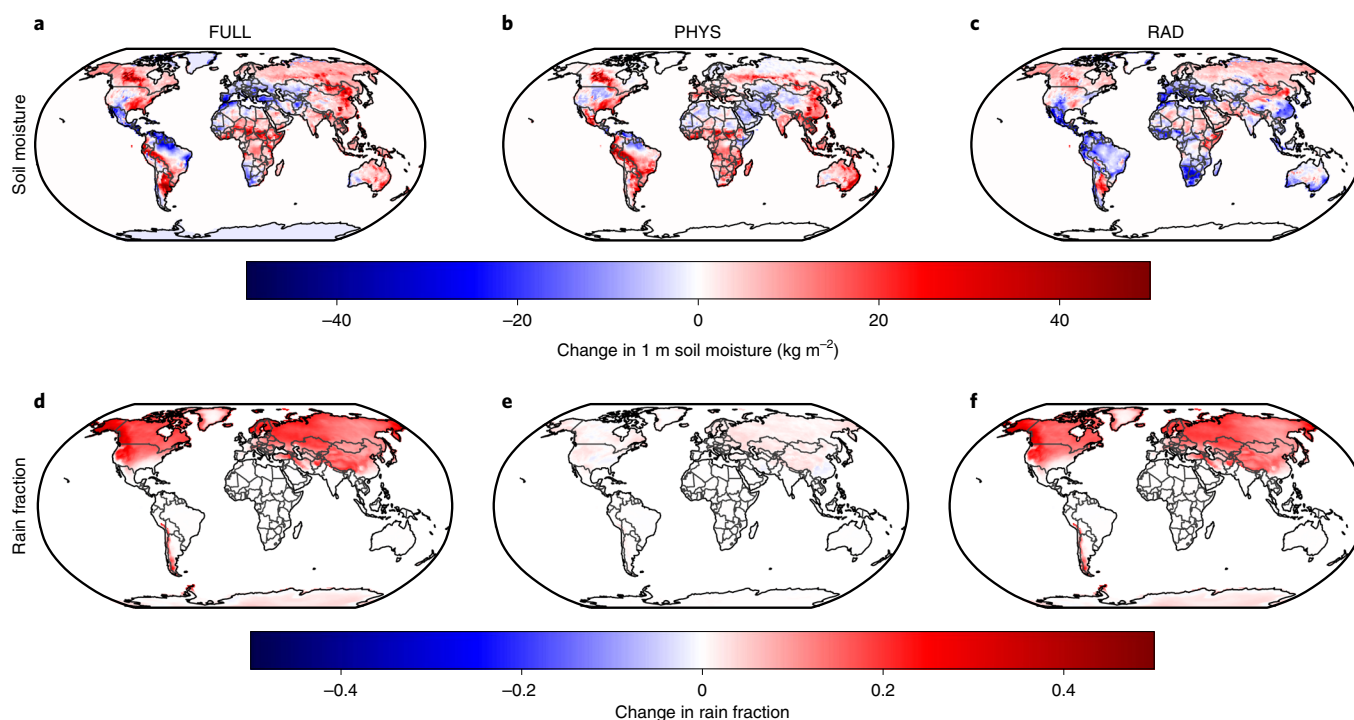 a
FULL
b
PHYS
c
RAD
Soil moisture
−40
−20
0
20
40
Change in 1 m soil moisture (kg m⁻²)
d
e
f
Rain fraction
−0.4
−0.2
0
0.2
0.4
Change in rain fraction